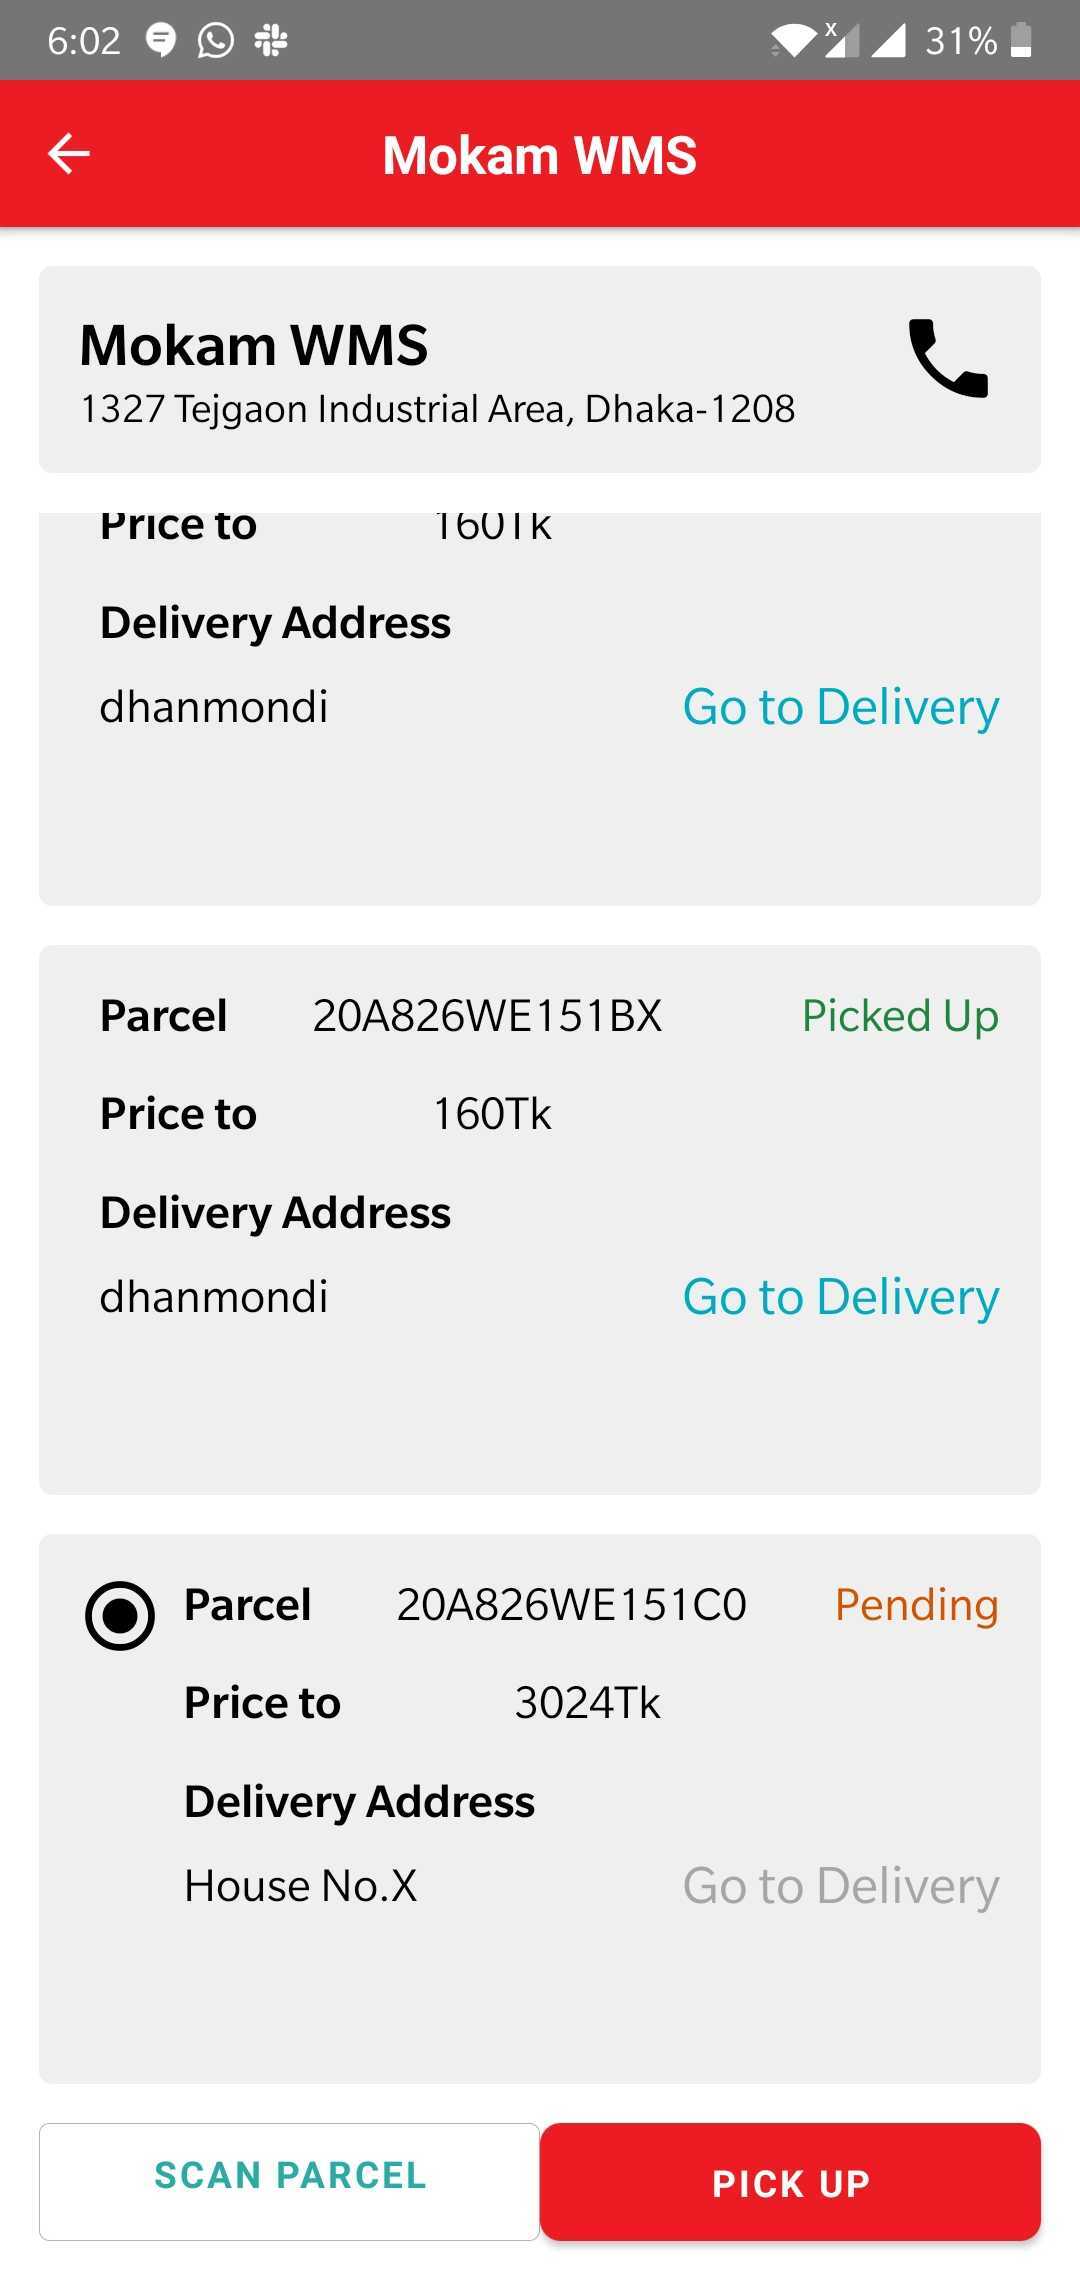 6:02
x
31%
Mokam WMS
Mokam WMS
1327 Tejgaon Industrial Area, Dhaka-1208
Price to 160Tk
Delivery Address
dhanmondi Go to Delivery
Parcel 20A826WE151BX Picked Up
Price to 160Tk
Delivery Address
dhanmondi Go to Delivery
Parcel 20A826WE151C0 Pending
Price to 3024Tk
Delivery Address
House No.X Go to Delivery
SCAN PARCEL PICK UP